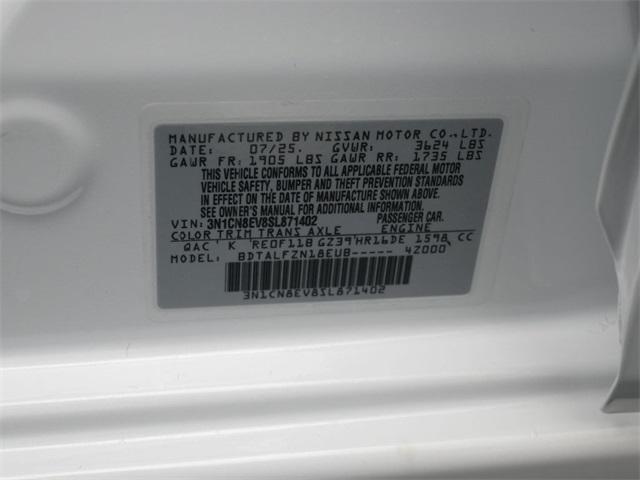 MANUFACTURED BY NISSAN MOTOR CO.,LTD.
DATE: 07/25. GVWR: 3624 LBS
GAWR FR: 1905 LBS GAWR RR: 1735 LBS
THIS VEHICLE CONFORMS TO ALL APPLICABLE FEDERAL MOTOR
VEHICLE SAFETY, BUMPER AND THEFT PREVENTION STANDARDS
IN EFFECT ON THE DATE OF MANUFACTURE SHOWN ABOVE.
SEE OWNER'S MANUAL FOR ADDITIONAL INFORMATION
VIN: 3N1CN8EV8SL871402 PASSENGER CAR.
COLOR TRIM TRANS AXLE ENGINE
QAC K RE0F11B GZ39 HR16DE 1598 CC
BDTALFZN18EUB----- 4Z000
3N1CN8EV8SL871402